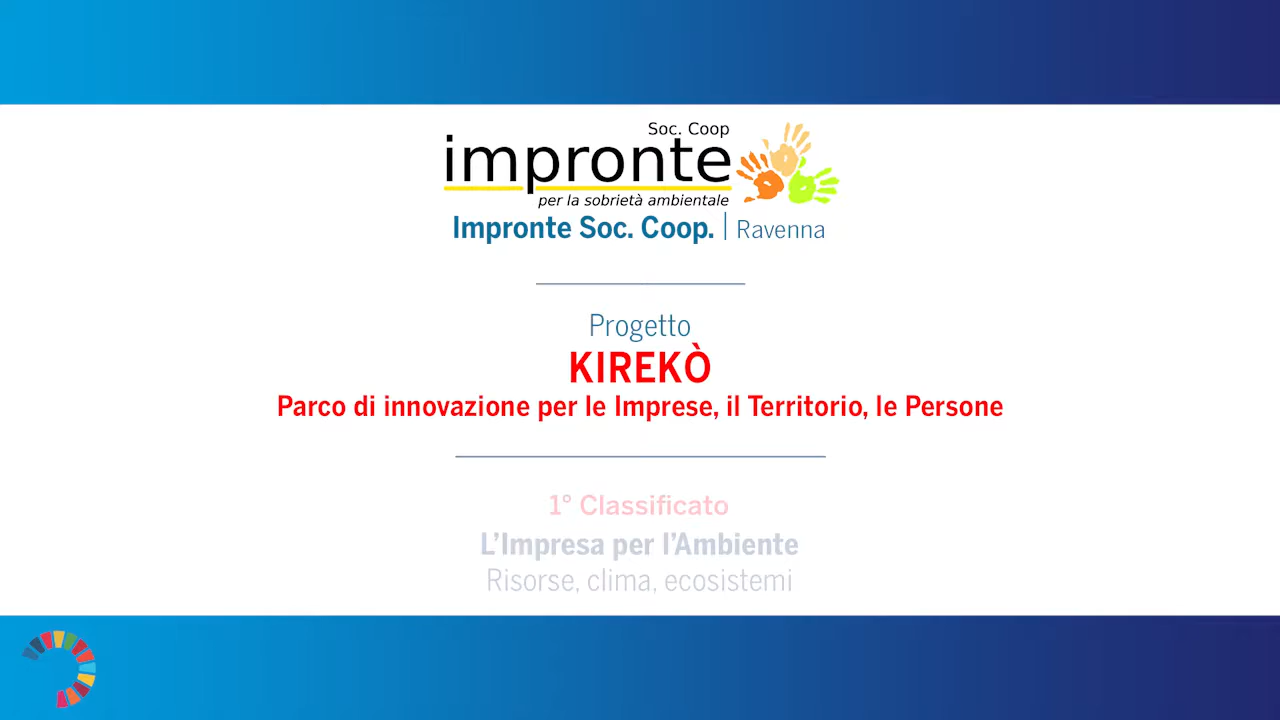 Soc. Coop
impronte
per la sobrietà ambientale
Impronte Soc. Coop. | Ravenna
Progetto
KIREKÒ
Parco di innovazione per le Imprese, il Territorio, le Persone
1° Classificato
L'Impresa per l'Ambiente
Risorse, clima, ecosistemi